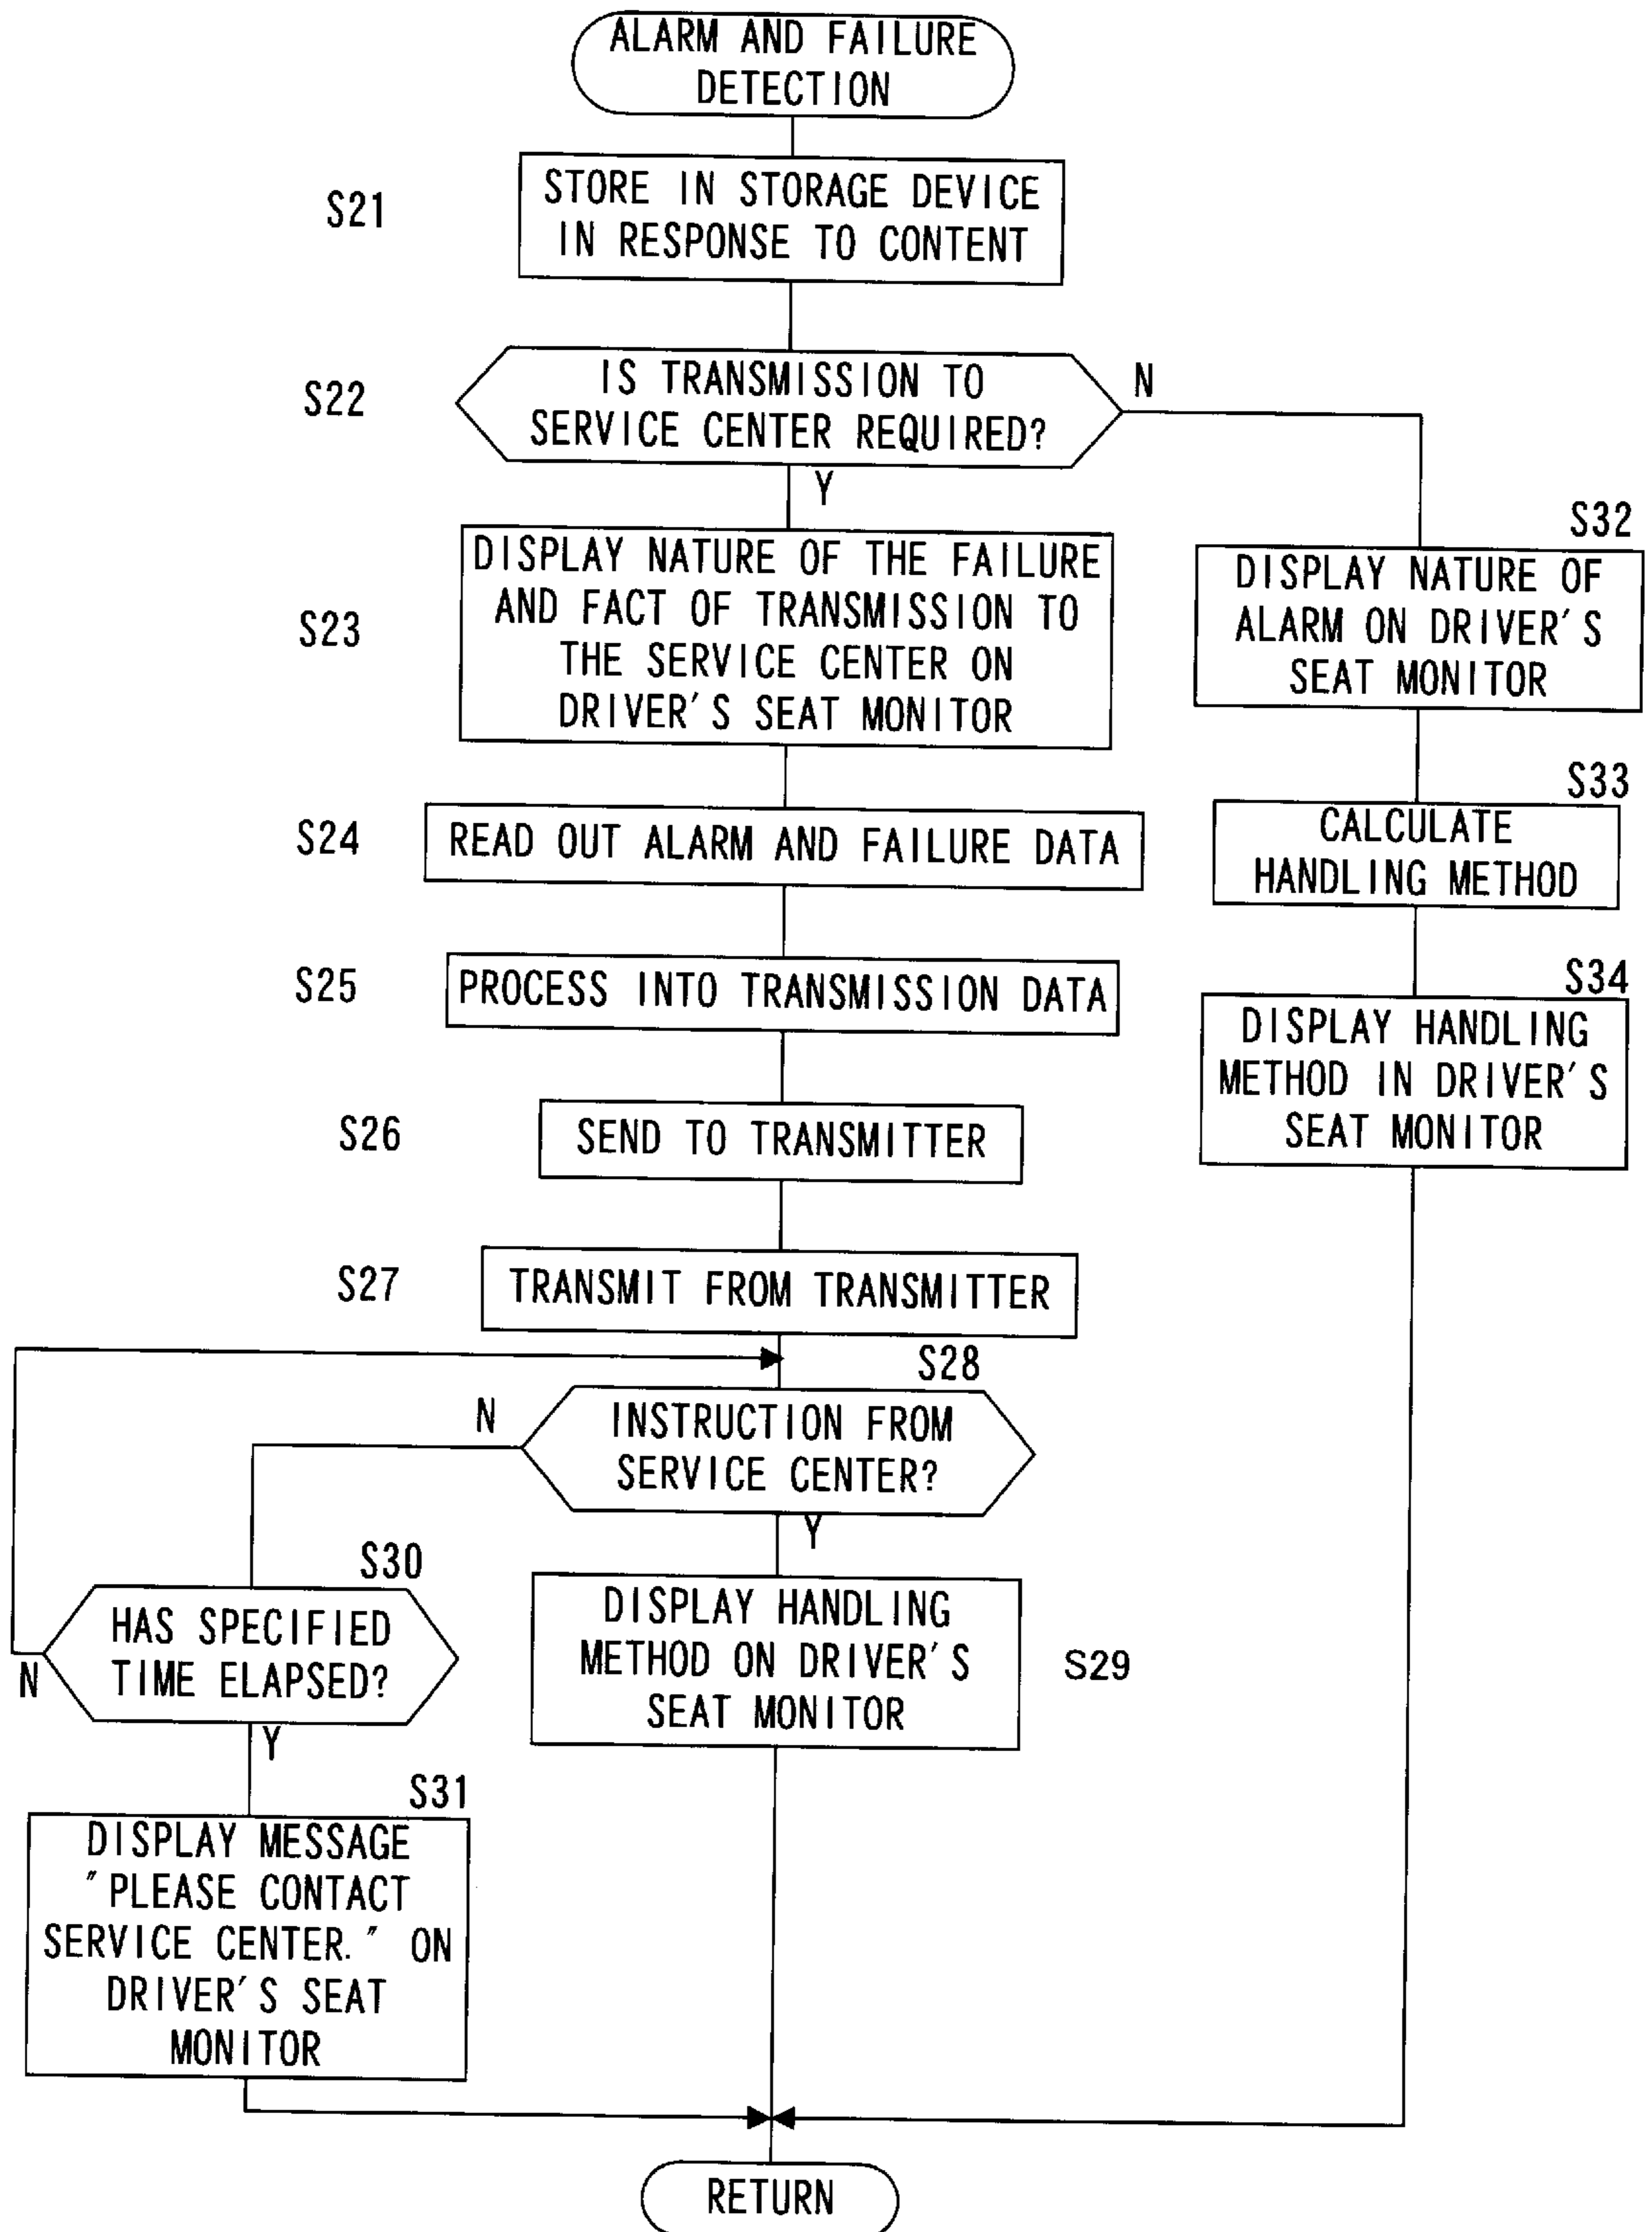 ALARM AND FAILURE
DETECTION
S21
STORE IN STORAGE DEVICE
IN RESPONSE TO CONTENT
S22
IS TRANSMISSION TO
SERVICE CENTER REQUIRED?
N
Y
S23
DISPLAY NATURE OF THE FAILURE
AND FACT OF TRANSMISSION TO
THE SERVICE CENTER ON
DRIVER'S SEAT MONITOR
S32
DISPLAY NATURE OF
ALARM ON DRIVER'S
SEAT MONITOR
S24
READ OUT ALARM AND FAILURE DATA
S33
CALCULATE
HANDLING METHOD
S25
PROCESS INTO TRANSMISSION DATA
S34
DISPLAY HANDLING
METHOD IN DRIVER'S
SEAT MONITOR
S26
SEND TO TRANSMITTER
S27
TRANSMIT FROM TRANSMITTER
S28
INSTRUCTION FROM
SERVICE CENTER?
N
Y
S30
HAS SPECIFIED
TIME ELAPSED?
N
Y
DISPLAY HANDLING
METHOD ON DRIVER'S
SEAT MONITOR
S29
S31
DISPLAY MESSAGE
"PLEASE CONTACT
SERVICE CENTER." ON
DRIVER'S SEAT
MONITOR
RETURN